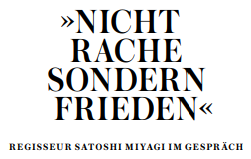 »NICHT
RACHE
SONDERN
FRIEDEN«
REGISSEUR SATOSHI MIYAGI IM GESPRÄCH